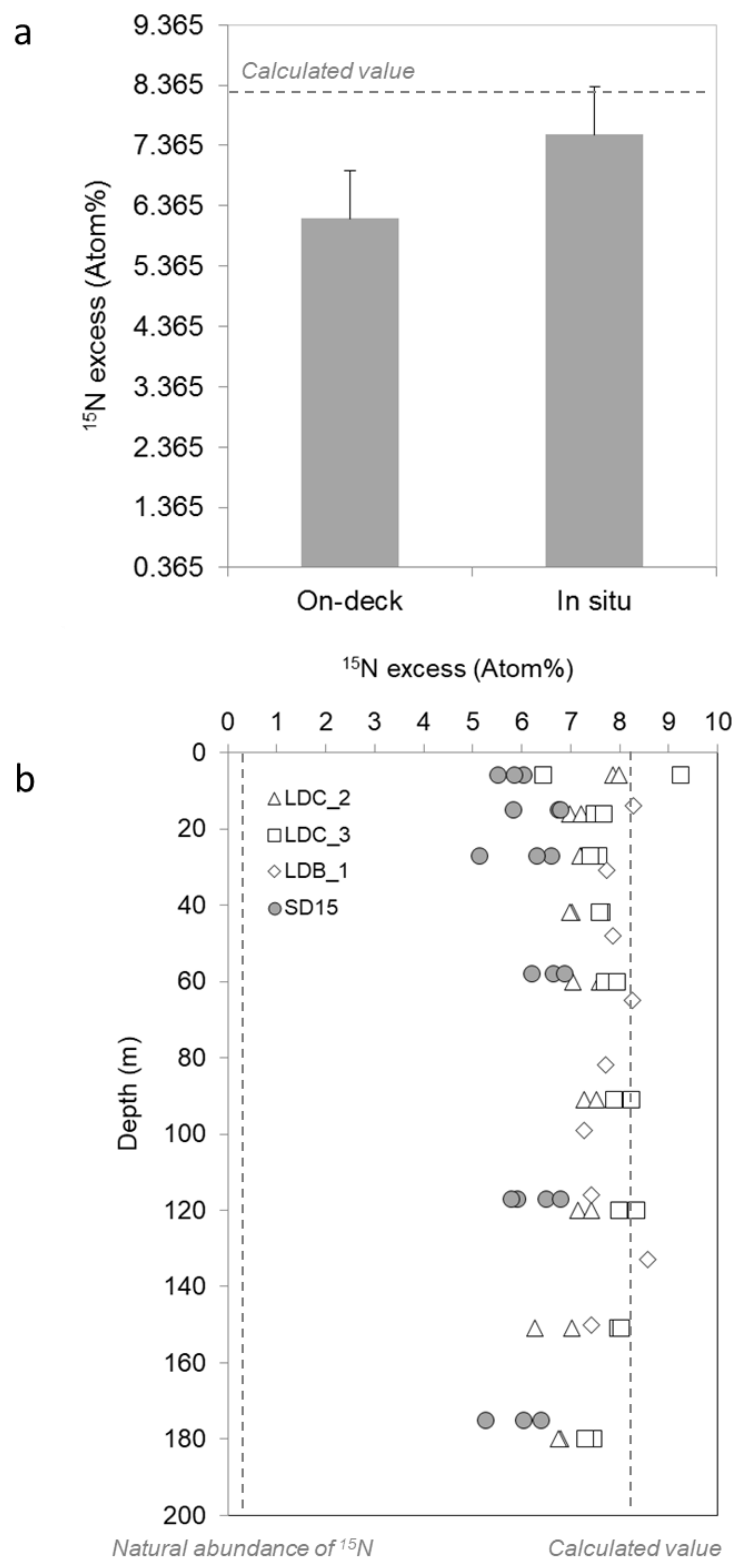 a
9.365
8.365
7.365
6.365
5.365
4.365
3.365
2.365
1.365
0.365
¹⁵N excess (Atom%)
Calculated value
On-deck
In situ
b
¹⁵N excess (Atom%)
0 1 2 3 4 5 6 7 8 9 10
0
20
40
60
80
100
120
140
160
180
200
Depth (m)
LDC_2
LDC_3
LDB_1
SD15
Natural abundance of ¹⁵N
Calculated value